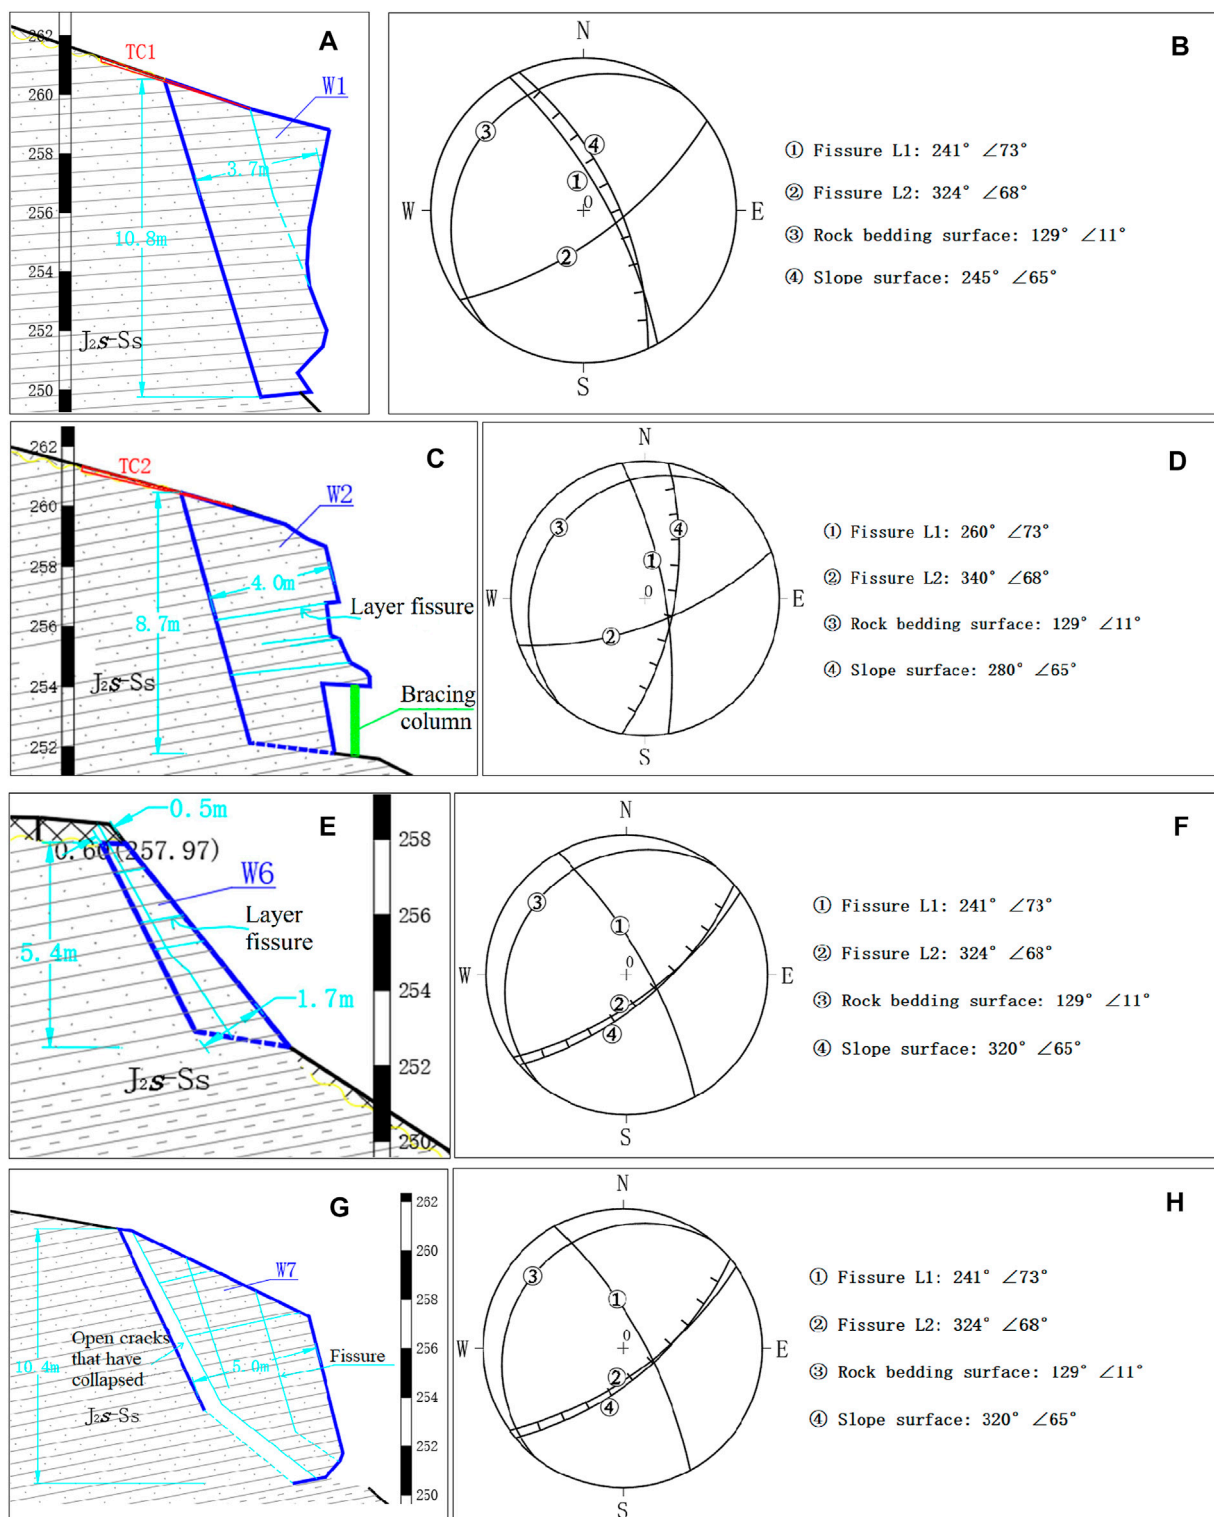 A
262
TC1
W1
260
258
3.7m
256
10.8m
254
252
J₂s-Ss
250
B
N
④
③
①
0
W
E
②
S
① Fissure L1: 241° ∠73°
② Fissure L2: 324° ∠68°
③ Rock bedding surface: 129° ∠11°
④ Slope surface: 245° ∠65°
C
262
TC2
W2
260
258
4.0m
Layer fissure
8.7m
256
J₂s-Ss
254
Bracing
column
252
D
N
③
④
①
0
W
E
②
S
① Fissure L1: 260° ∠73°
② Fissure L2: 340° ∠68°
③ Rock bedding surface: 129° ∠11°
④ Slope surface: 280° ∠65°
E
0.5m
258
0.60(257.97)
W6
Layer
fissure
256
5.4m
1.7m
254
252
J₂s-Ss
250
F
N
③
①
0
W
E
②
④
S
① Fissure L1: 241° ∠73°
② Fissure L2: 324° ∠68°
③ Rock bedding surface: 129° ∠11°
④ Slope surface: 320° ∠65°
G
262
260
W7
258
Open cracks
that have
collapsed
10.4m
5.0m
Fissure
256
254
J₂s-Ss
252
250
H
N
③
①
0
W
E
②
④
S
① Fissure L1: 241° ∠73°
② Fissure L2: 324° ∠68°
③ Rock bedding surface: 129° ∠11°
④ Slope surface: 320° ∠65°